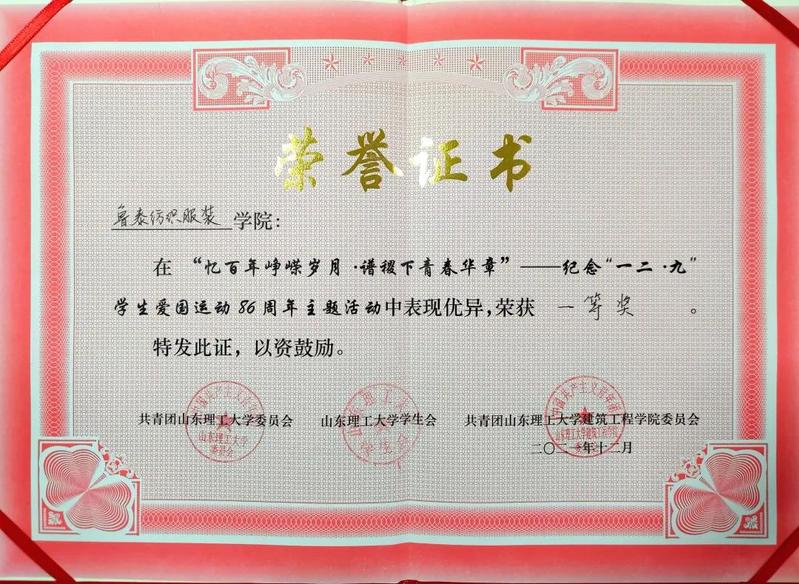 荣誉证书
鲁泰纺织服装学院：
在“忆百年峥嵘岁月·谱稷下青春华章”——纪念“一二·九”
学生爱国运动86周年主题活动中表现优异，荣获 一等奖 。
特发此证，以资鼓励。
共青团山东理工大学委员会 山东理工大学学生会 共青团山东理工大学建筑工程学院委员会
二〇二一年十二月